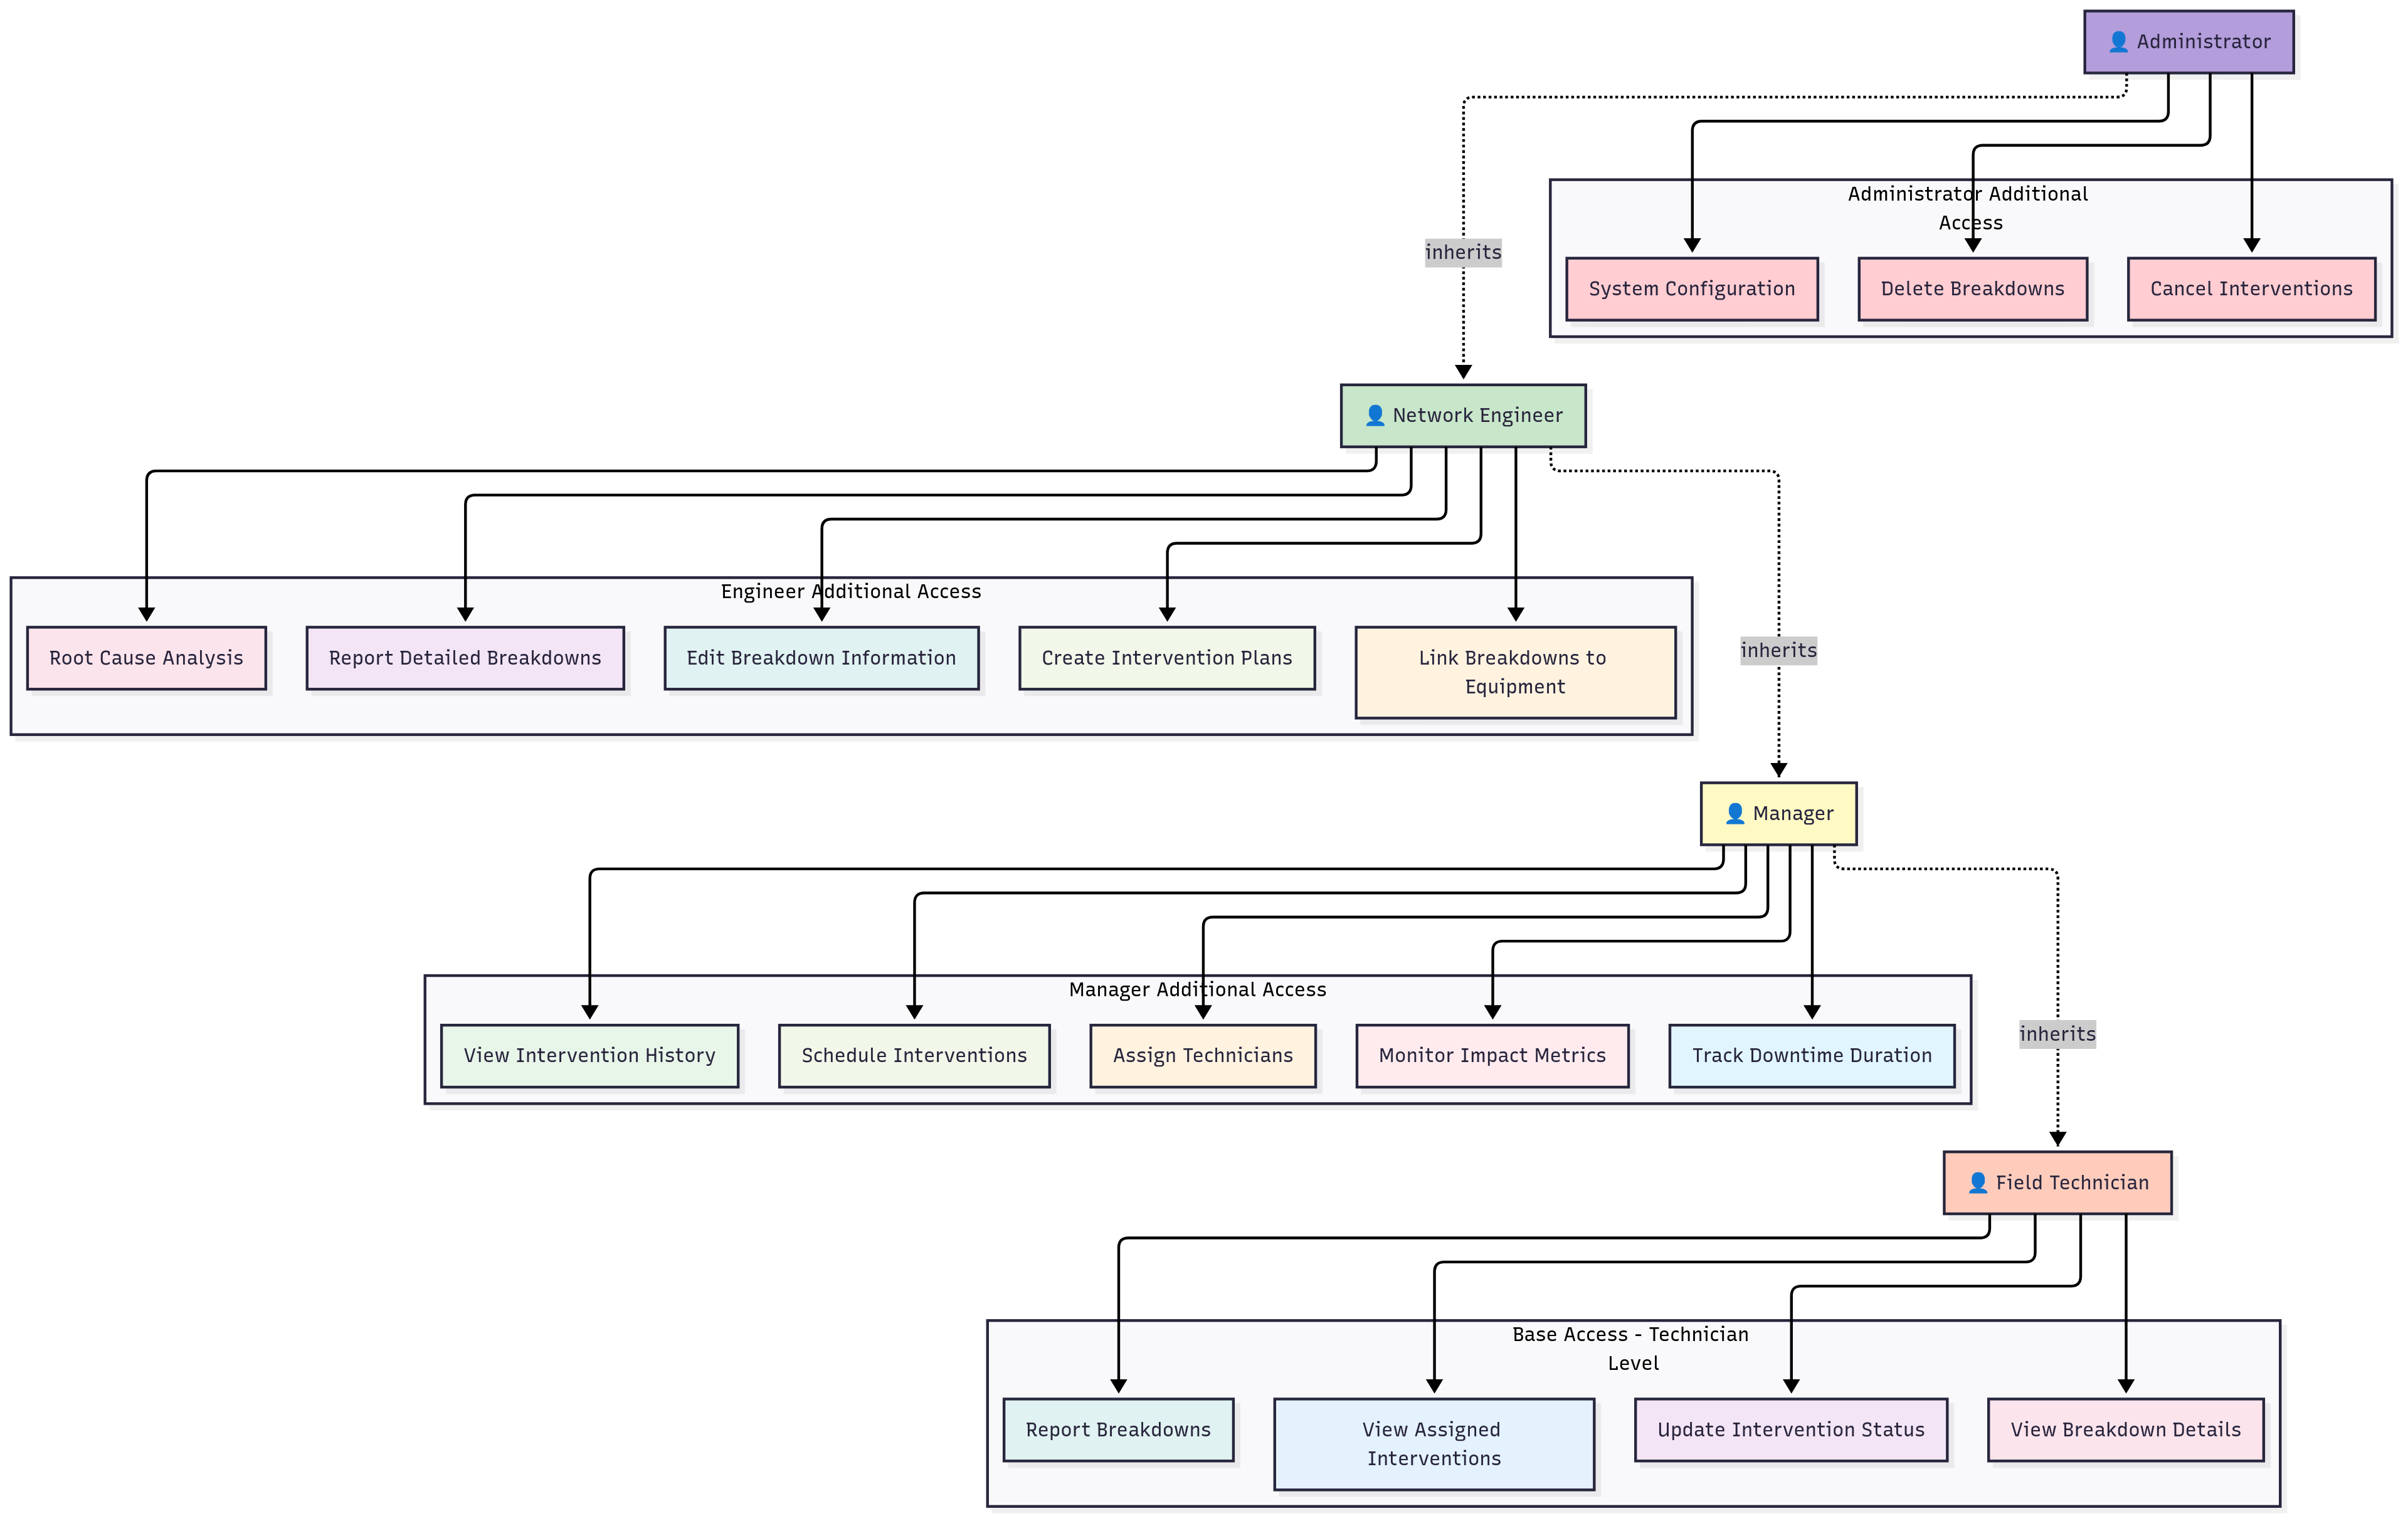 Administrator
Administrator Additional
Access
inherits
System Configuration
Delete Breakdowns
Cancel Interventions
Network Engineer
Engineer Additional Access
Root Cause Analysis
Report Detailed Breakdowns
Edit Breakdown Information
Create Intervention Plans
Link Breakdowns to
Equipment
inherits
Manager
Manager Additional Access
View Intervention History
Schedule Interventions
Assign Technicians
Monitor Impact Metrics
Track Downtime Duration
inherits
Field Technician
Base Access - Technician
Level
Report Breakdowns
View Assigned
Interventions
Update Intervention Status
View Breakdown Details